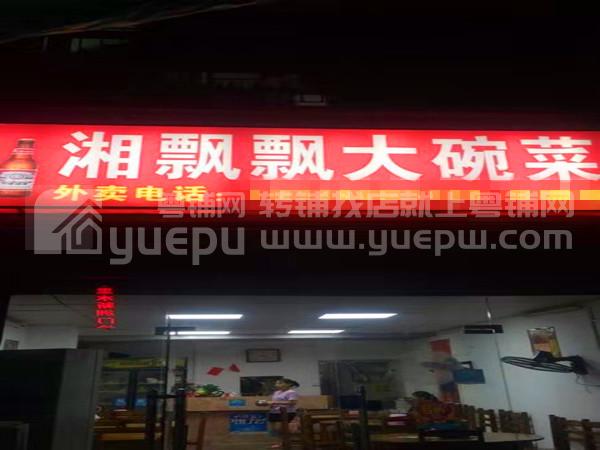 湘飘飘大碗菜
外卖电话：
粤铺网 转铺找店就上粤铺网
yuepu www.yuepw.com